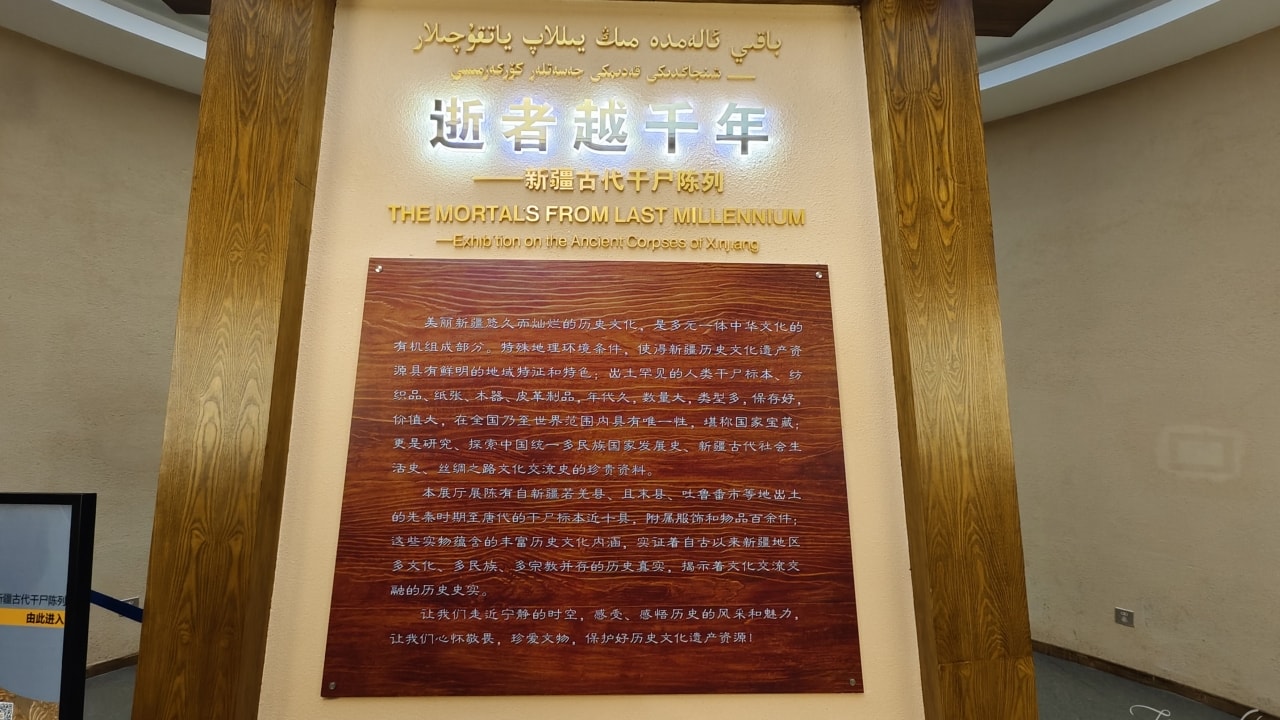 باقىي ئالەمدە مىڭ يىللاپ ياتقۇچىلار
—— شىنجاڭدىكى قەدىمكى جەسەتلەر كۆرگەزمىسى
逝者越千年
——新疆古代干尸陈列
THE MORTALS FROM LAST MILLENNIUM
—Exhibition on the Ancient Corpses of Xinjiang
美丽新疆悠久而灿烂的历史文化，是多元一体中华文化的
有机组成部分。特殊地理环境条件，使得新疆历史文化遗产资
源具有鲜明的地域特征和特色；出土罕见的人类干尸标本、纺
织品、纸张、木器、皮革制品，年代久，数量大，类型多，保存好，
价值大，在全国乃至世界范围内具有唯一性，堪称国家宝藏；
更是研究、探索中国统一多民族国家发展史、新疆古代社会生
活史、丝绸之路文化交流史的珍贵资料。
本展厅展陈有自新疆若羌县、且末县、吐鲁番市等地出土
的先秦时期至唐代的干尸标本近十具，附属服饰和物品百余件；
这些实物蕴含的丰富历史文化内涵，实证着自古以来新疆地区
多文化、多民族、多宗教并存的历史真实，揭示着文化交流交
融的历史史实。
让我们走近宁静的时空，感受、感悟历史的风采和魅力，
让我们心怀敬畏，珍爱文物，保护好历史文化遗产资源！
新疆古代干尸陈列
由此进入